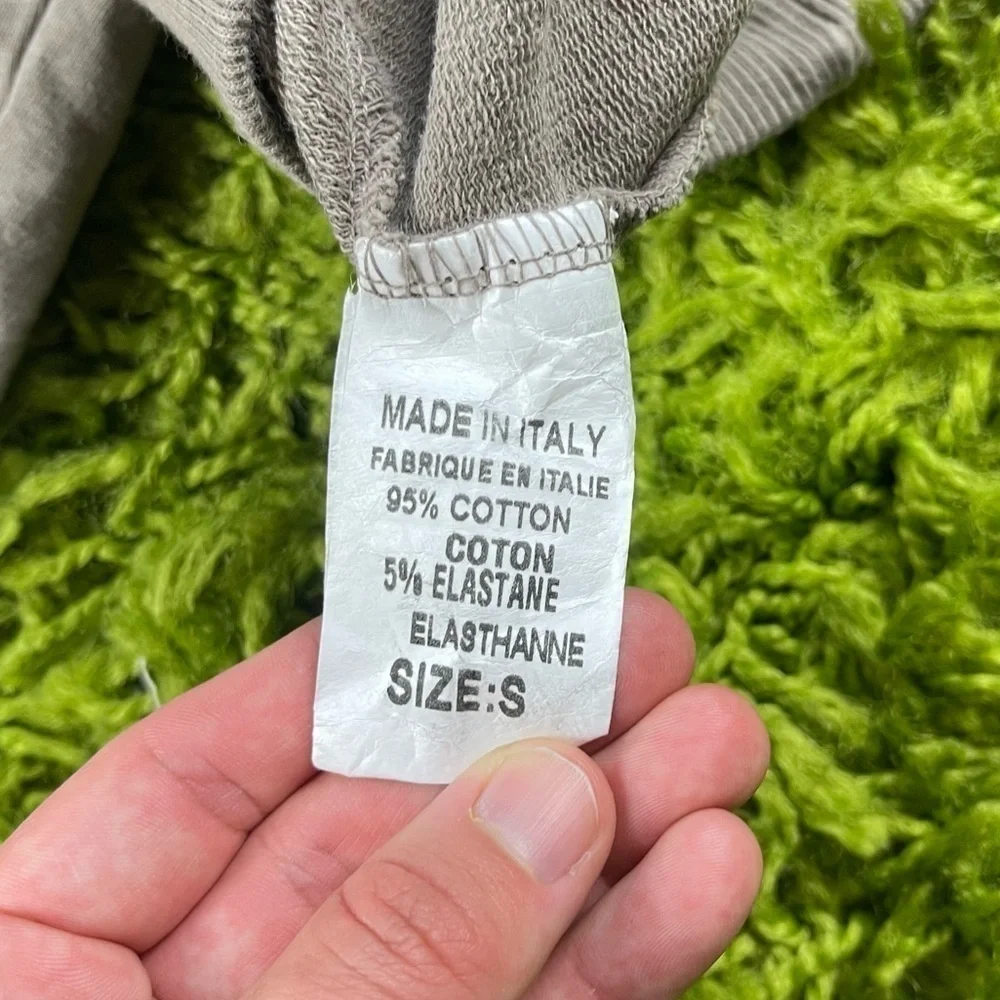 MADE IN ITALY
FABRIQUE EN ITALIE
95% COTTON
COTON
5% ELASTANE
ELASTHANNE
SIZE:S